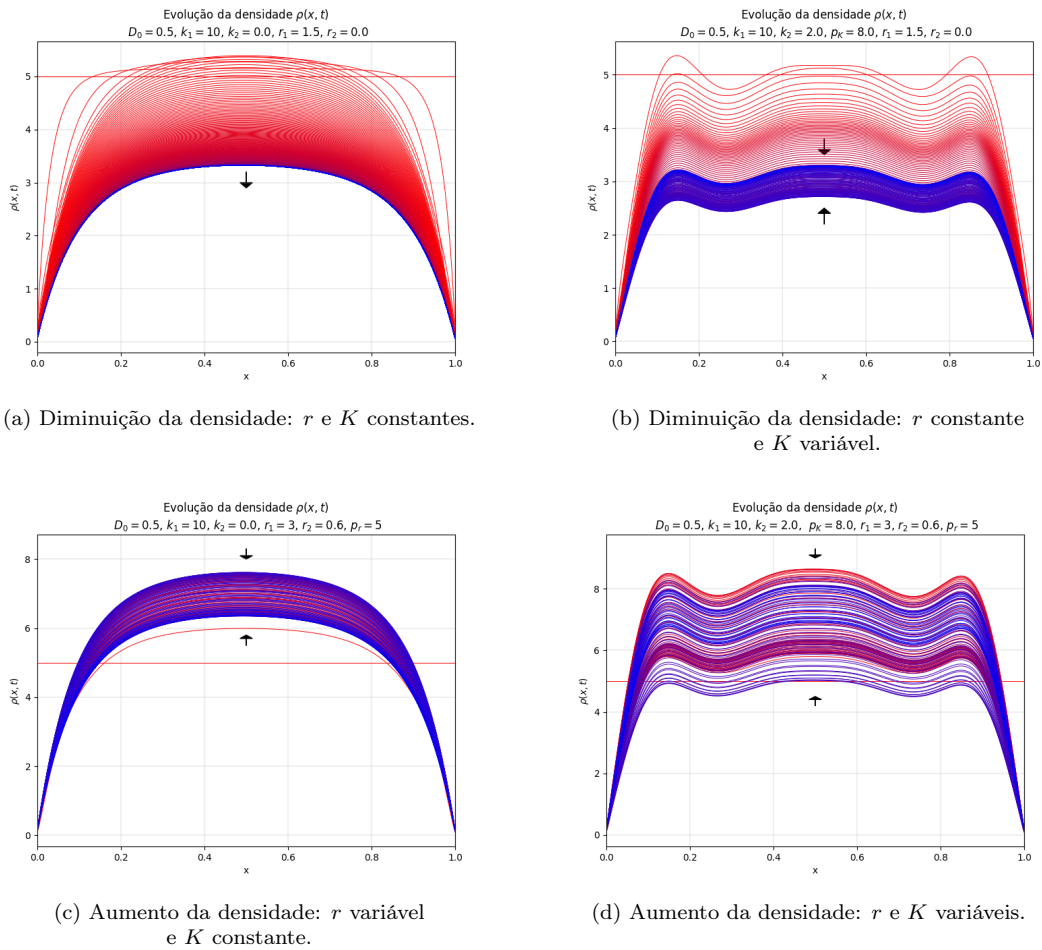 Evolução da densidade ρ(x, t)
D₀ = 0.5, k₁ = 10, k₂ = 0.0, r₁ = 1.5, r₂ = 0.0
ρ(x, t)
5
4
3
2
1
0
0.0 0.2 0.4 0.6 0.8 1.0
x
(a) Diminuição da densidade: r e K constantes.
Evolução da densidade ρ(x, t)
D₀ = 0.5, k₁ = 10, k₂ = 2.0, p_K = 8.0, r₁ = 1.5, r₂ = 0.0
ρ(x, t)
5
4
3
2
1
0
0.0 0.2 0.4 0.6 0.8 1.0
x
(b) Diminuição da densidade: r constante
e K variável.
Evolução da densidade ρ(x, t)
D₀ = 0.5, k₁ = 10, k₂ = 0.0, r₁ = 3, r₂ = 0.6, p_r = 5
ρ(x, t)
8
6
4
2
0
0.0 0.2 0.4 0.6 0.8 1.0
x
(c) Aumento da densidade: r variável
e K constante.
Evolução da densidade ρ(x, t)
D₀ = 0.5, k₁ = 10, k₂ = 2.0, p_K = 8.0, r₁ = 3, r₂ = 0.6, p_r = 5
ρ(x, t)
8
6
4
2
0
0.0 0.2 0.4 0.6 0.8 1.0
x
(d) Aumento da densidade: r e K variáveis.